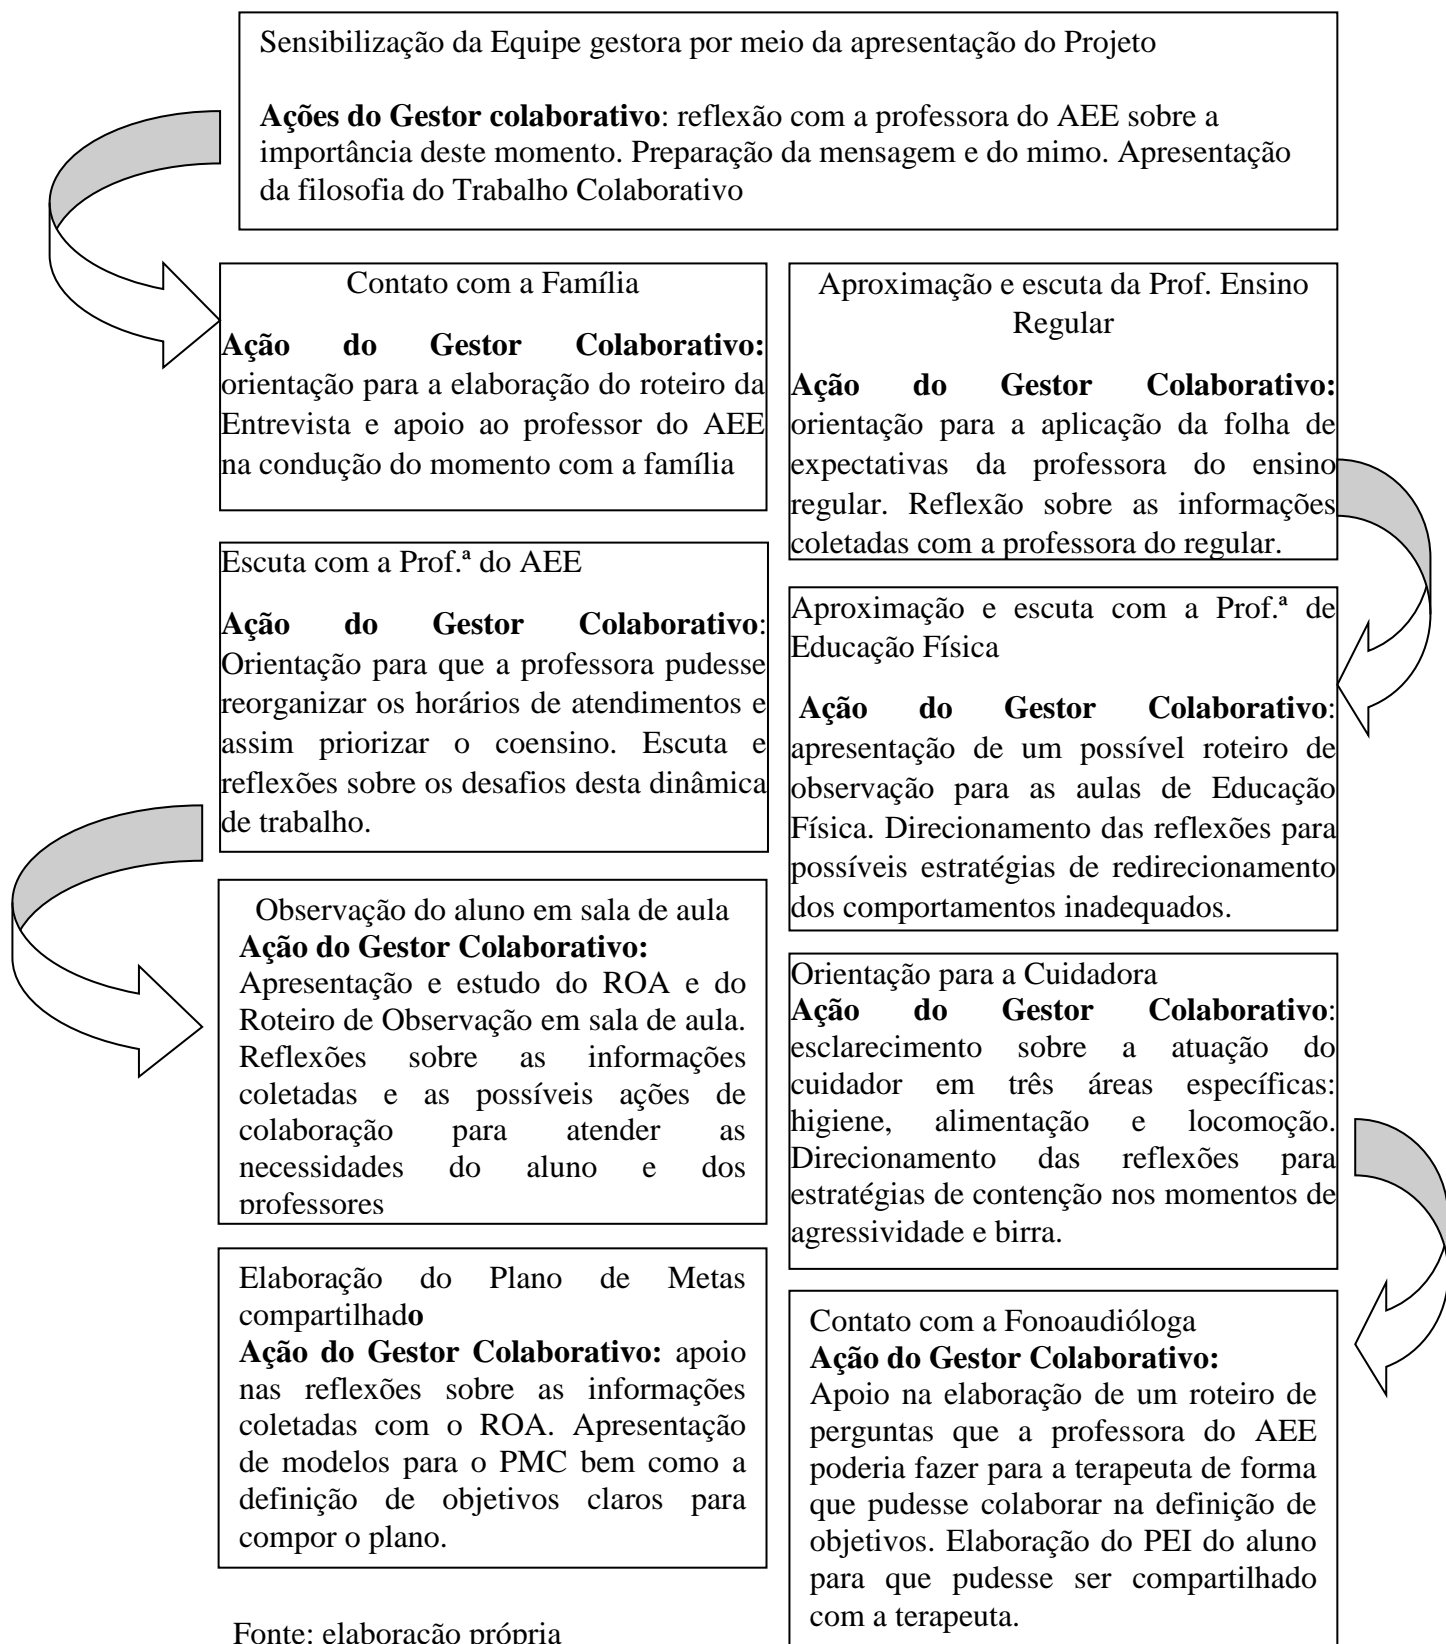 Sensibilização da Equipe gestora por meio da apresentação do Projeto
Ações do Gestor colaborativo: reflexão com a professora do AEE sobre a
importância deste momento. Preparação da mensagem e do mimo. Apresentação
da filosofia do Trabalho Colaborativo
Contato com a Família
Ação do Gestor Colaborativo:
orientação para a elaboração do roteiro da
Entrevista e apoio ao professor do AEE
na condução do momento com a família
Aproximação e escuta da Prof. Ensino
Regular
Ação do Gestor Colaborativo:
orientação para a aplicação da folha de
expectativas da professora do ensino
regular. Reflexão sobre as informações
coletadas com a professora do regular.
Escuta com a Prof.ª do AEE
Ação do Gestor Colaborativo:
Orientação para que a professora pudesse
reorganizar os horários de atendimentos e
assim priorizar o coensino. Escuta e
reflexões sobre os desafios desta dinâmica
de trabalho.
Aproximação e escuta com a Prof.ª de
Educação Física
Ação do Gestor Colaborativo:
apresentação de um possível roteiro de
observação para as aulas de Educação
Física. Direcionamento das reflexões para
possíveis estratégias de redirecionamento
dos comportamentos inadequados.
Observação do aluno em sala de aula
Ação do Gestor Colaborativo:
Apresentação e estudo do ROA e do
Roteiro de Observação em sala de aula.
Reflexões sobre as informações
coletadas e as possíveis ações de
colaboração para atender as
necessidades do aluno e dos
professores
Orientação para a Cuidadora
Ação do Gestor Colaborativo:
esclarecimento sobre a atuação do
cuidador em três áreas específicas:
higiene, alimentação e locomoção.
Direcionamento das reflexões para
estratégias de contenção nos momentos de
agressividade e birra.
Elaboração do Plano de Metas
compartilhado
Ação do Gestor Colaborativo: apoio
nas reflexões sobre as informações
coletadas com o ROA. Apresentação
de modelos para o PMC bem como a
definição de objetivos claros para
compor o plano.
Contato com a Fonoaudióloga
Ação do Gestor Colaborativo:
Apoio na elaboração de um roteiro de
perguntas que a professora do AEE
poderia fazer para a terapeuta de forma
que pudesse colaborar na definição de
objetivos. Elaboração do PEI do aluno
para que pudesse ser compartilhado
com a terapeuta.
Fonte: elaboração própria